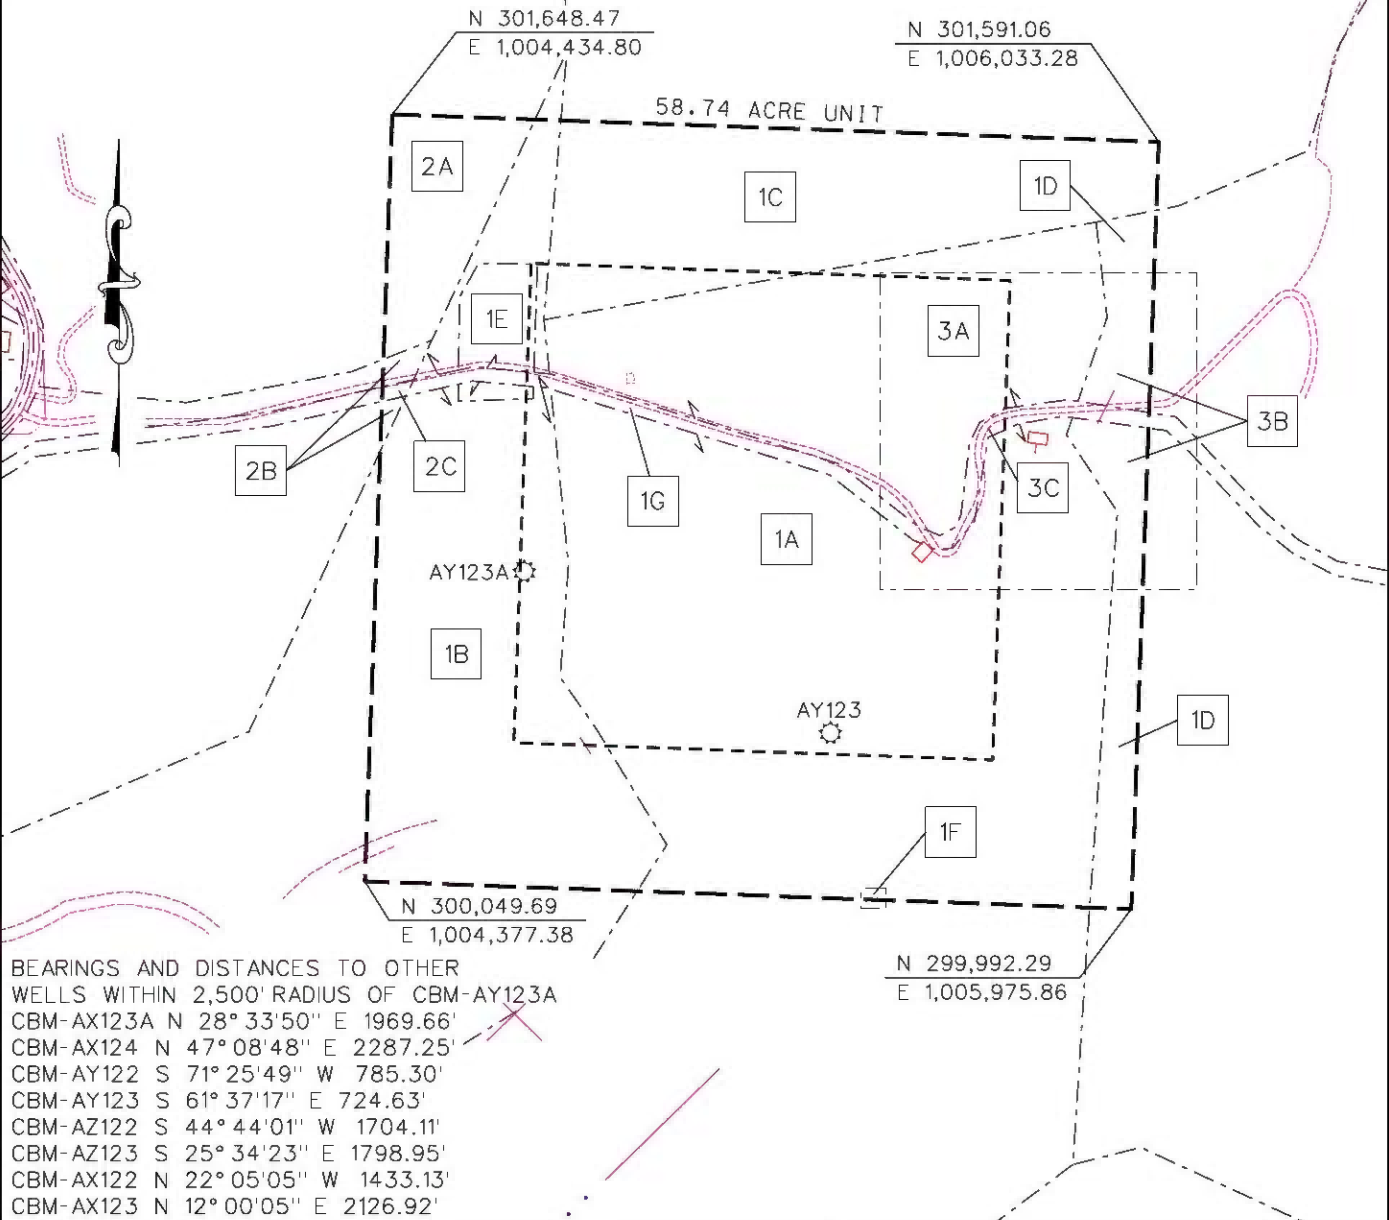 N 301,648.47
E 1,004,434.80
N 301,591.06
E 1,006,033.28
58.74 ACRE UNIT
2A
1C
1D
1E
3A
2B
2C
1G
1A
3C
3B
AY123A
1B
AY123
1D
1F
N 300,049.69
E 1,004,377.38
N 299,992.29
E 1,005,975.86
BEARINGS AND DISTANCES TO OTHER
WELLS WITHIN 2,500' RADIUS OF CBM-AY123A
CBM-AX123A N 28°33'50" E 1969.66'
CBM-AX124 N 47°08'48" E 2287.25'
CBM-AY122 S 71°25'49" W 785.30'
CBM-AY123 S 61°37'17" E 724.63'
CBM-AZ122 S 44°44'01" W 1704.11'
CBM-AZ123 S 25°34'23" E 1798.95'
CBM-AX122 N 22°05'05" W 1433.13'
CBM-AX123 N 12°00'05" E 2126.92'